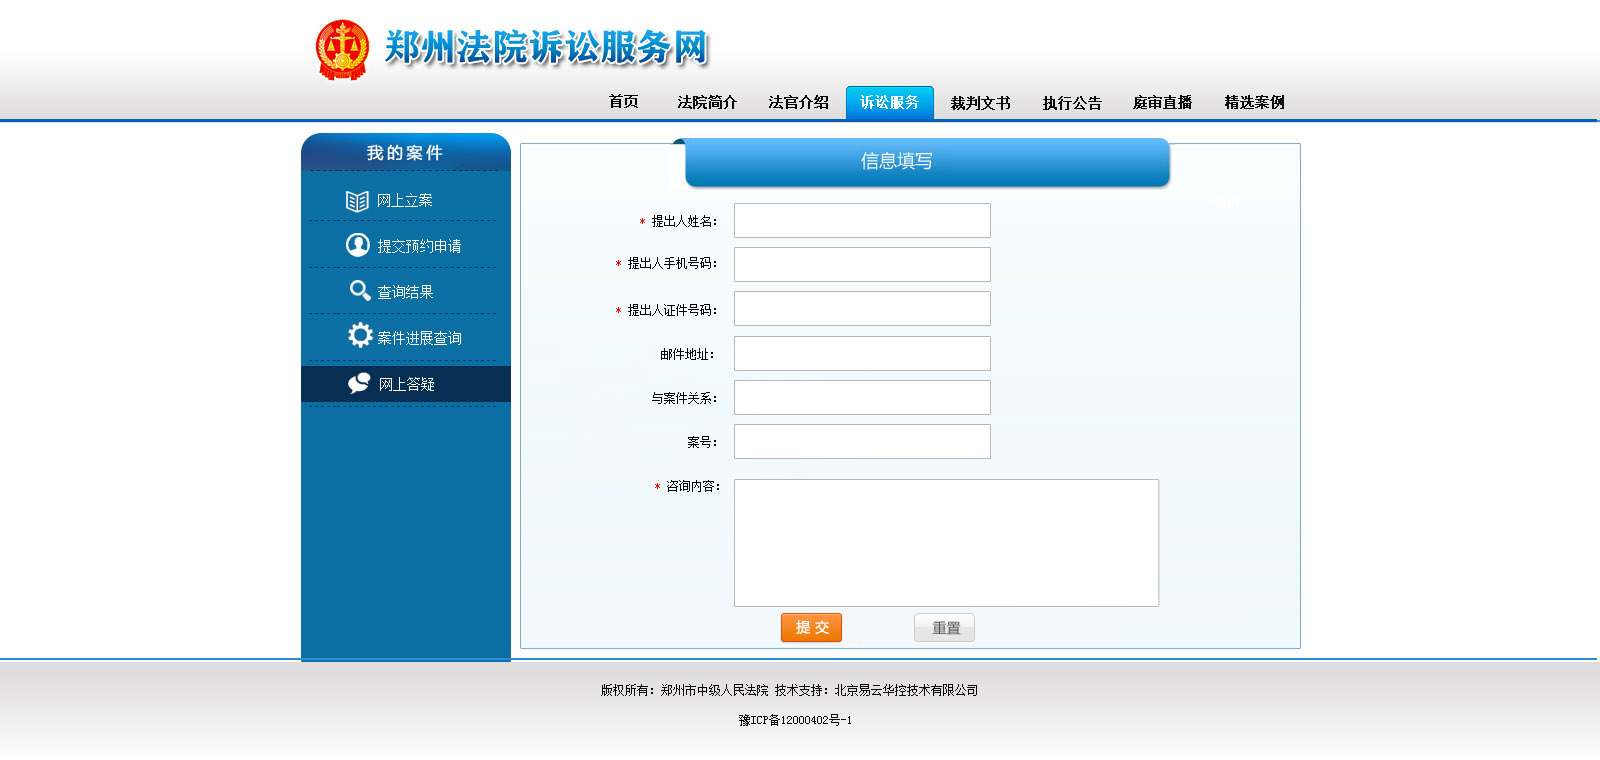 郑州法院诉讼服务网
首页 法院简介 法官介绍 诉讼服务 裁判文书 执行公告 庭审直播 精选案例
我的案件
网上立案
提交预约申请
查询结果
案件进展查询
网上答疑
信息填写
* 提出人姓名：
* 提出人手机号码：
* 提出人证件号码：
邮件地址：
与案件关系：
案号：
* 咨询内容：
提 交 重置
版权所有：郑州市中级人民法院 技术支持：北京易云华控技术有限公司
豫ICP备12000402号-1